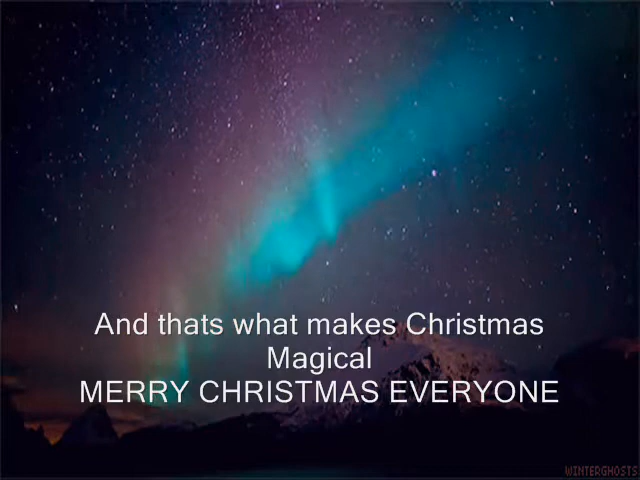 And thats what makes Christmas
Magical
MERRY CHRISTMAS EVERYONE
WINTERGHOSTS